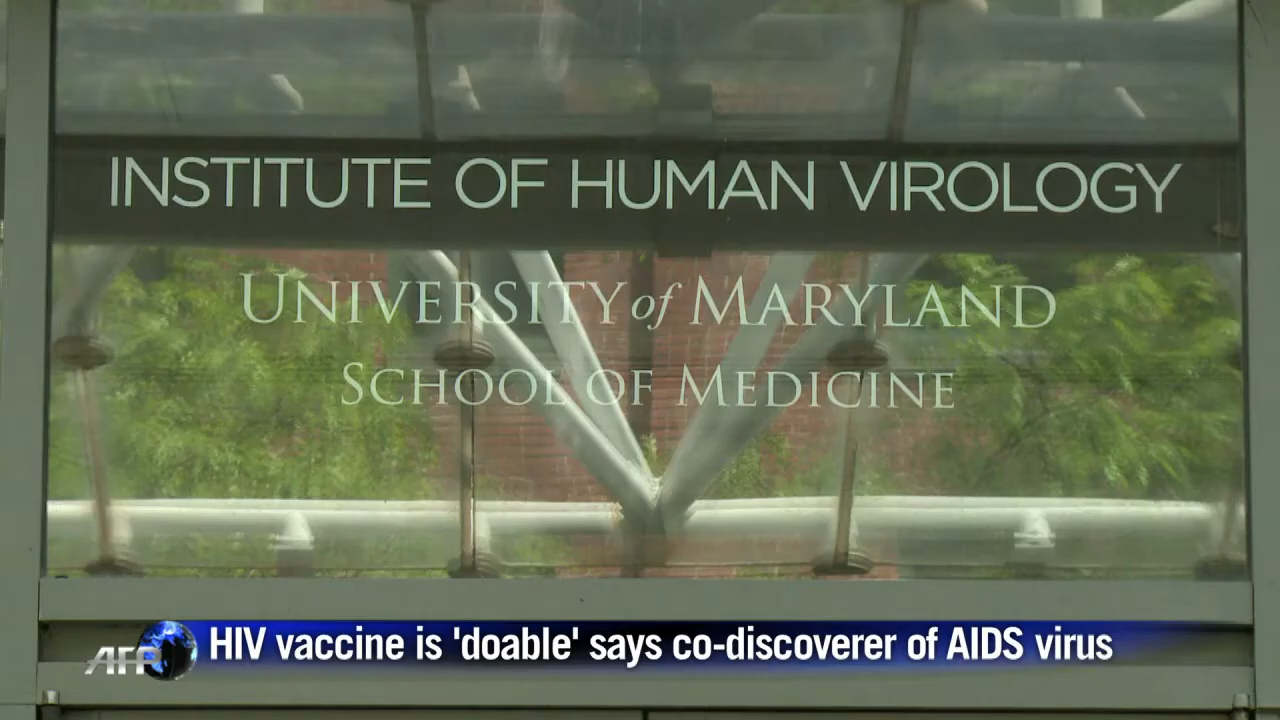 INSTITUTE OF HUMAN VIROLOGY
UNIVERSITY of MARYLAND
SCHOOL OF MEDICINE
AFP HIV vaccine is 'doable' says co-discoverer of AIDS virus